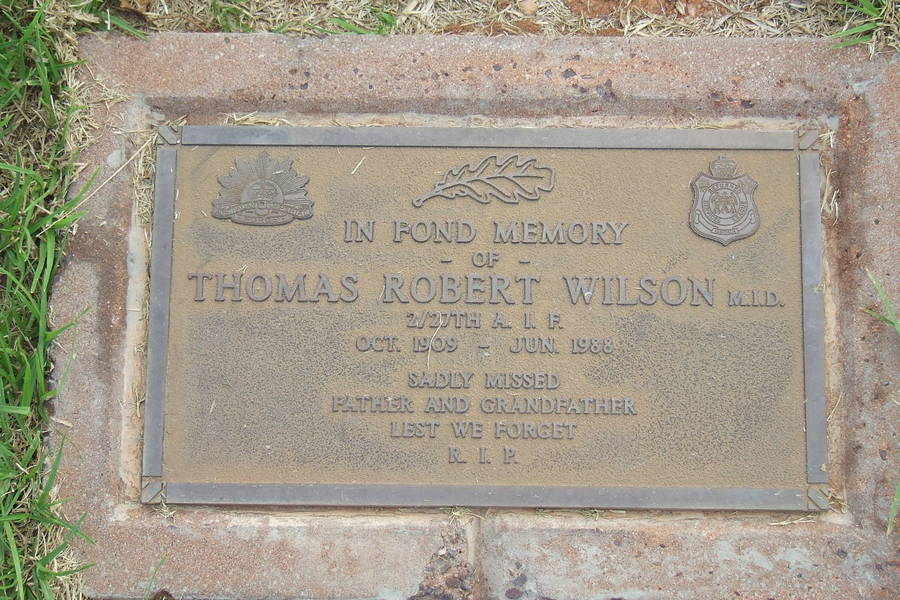 IN FOND MEMORY
- OF -
THOMAS ROBERT WILSON M.I.D.
2/27TH A. I. F.
OCT. 1909 - JUN. 1988
SADLY MISSED
FATHER AND GRANDFATHER
LEST WE FORGET
R. I. P.